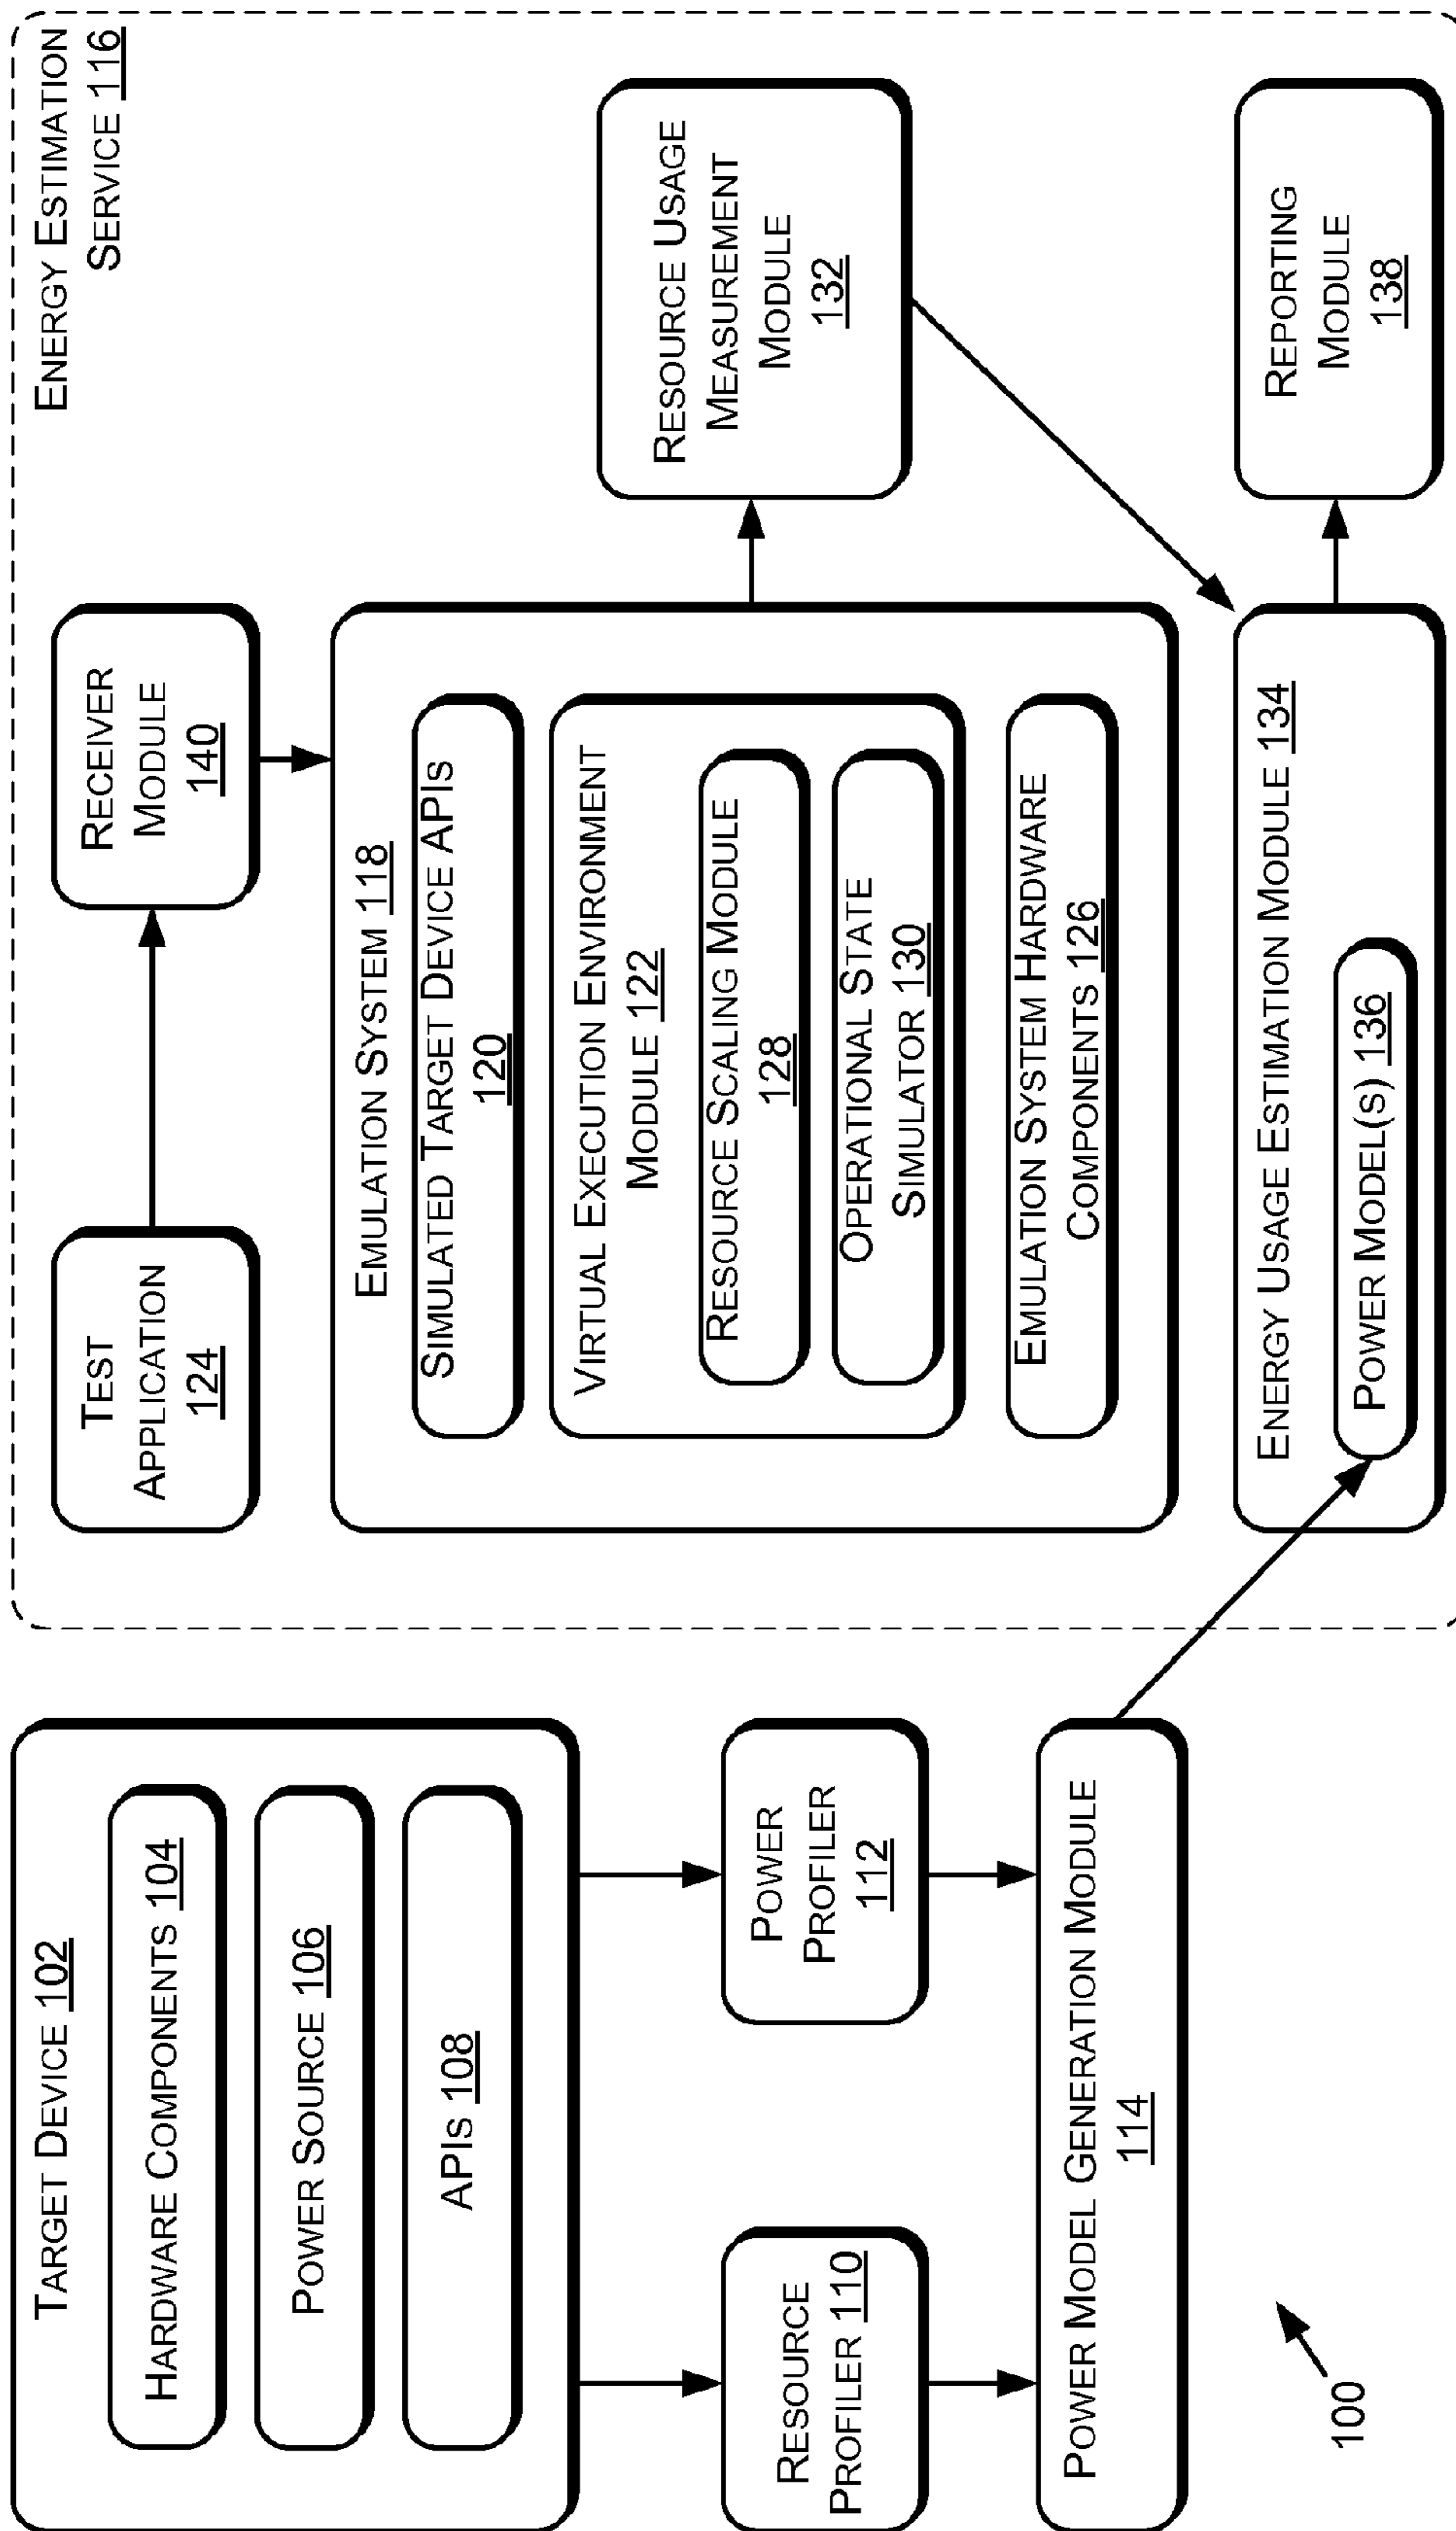 TARGET DEVICE 102
HARDWARE COMPONENTS 104
POWER SOURCE 106
APIS 108
RESOURCE
PROFILER 110
POWER
PROFILER
112
POWER MODEL GENERATION MODULE
114
100
ENERGY ESTIMATION
SERVICE 116
TEST
APPLICATION
124
RECEIVER
MODULE
140
EMULATION SYSTEM 118
SIMULATED TARGET DEVICE APIS
120
VIRTUAL EXECUTION ENVIRONMENT
MODULE 122
RESOURCE SCALING MODULE
128
OPERATIONAL STATE
SIMULATOR 130
EMULATION SYSTEM HARDWARE
COMPONENTS 126
RESOURCE USAGE
MEASUREMENT
MODULE
132
ENERGY USAGE ESTIMATION MODULE 134
POWER MODEL(S) 136
REPORTING
MODULE
138